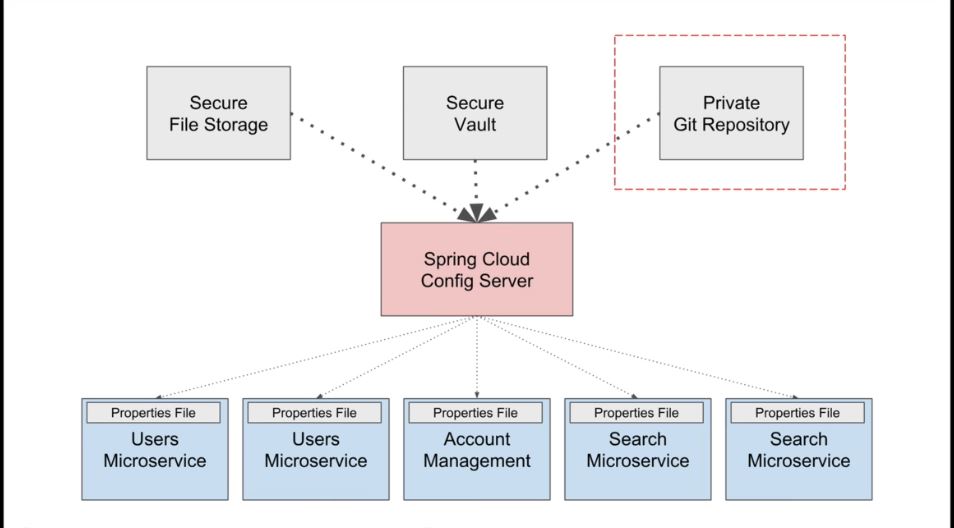 Secure
File Storage
Secure
Vault
Private
Git Repository
Spring Cloud
Config Server
Properties File
Users
Microservice
Properties File
Users
Microservice
Properties File
Account
Management
Properties File
Search
Microservice
Properties File
Search
Microservice